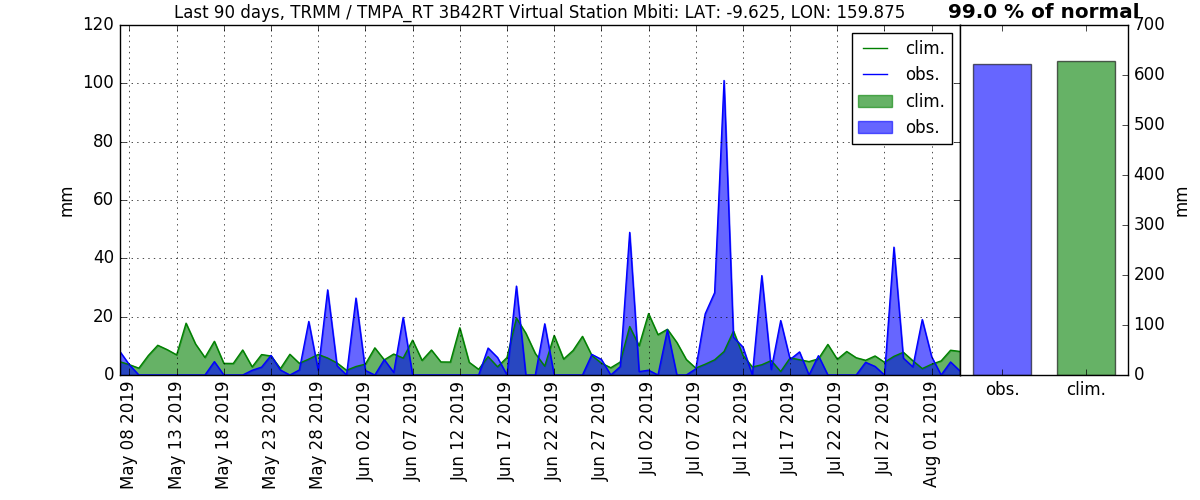 Last 90 days, TRMM / TMPA_RT 3B42RT Virtual Station Mbiti: LAT: -9.625, LON: 159.875
99.0 % of normal
120
100
80
60
40
20
0
mm
clim.
obs.
clim.
obs.
700
600
500
400
300
200
100
0
mm
May 08 2019
May 13 2019
May 18 2019
May 23 2019
May 28 2019
Jun 02 2019
Jun 07 2019
Jun 12 2019
Jun 17 2019
Jun 22 2019
Jun 27 2019
Jul 02 2019
Jul 07 2019
Jul 12 2019
Jul 17 2019
Jul 22 2019
Jul 27 2019
Aug 01 2019
obs.
clim.